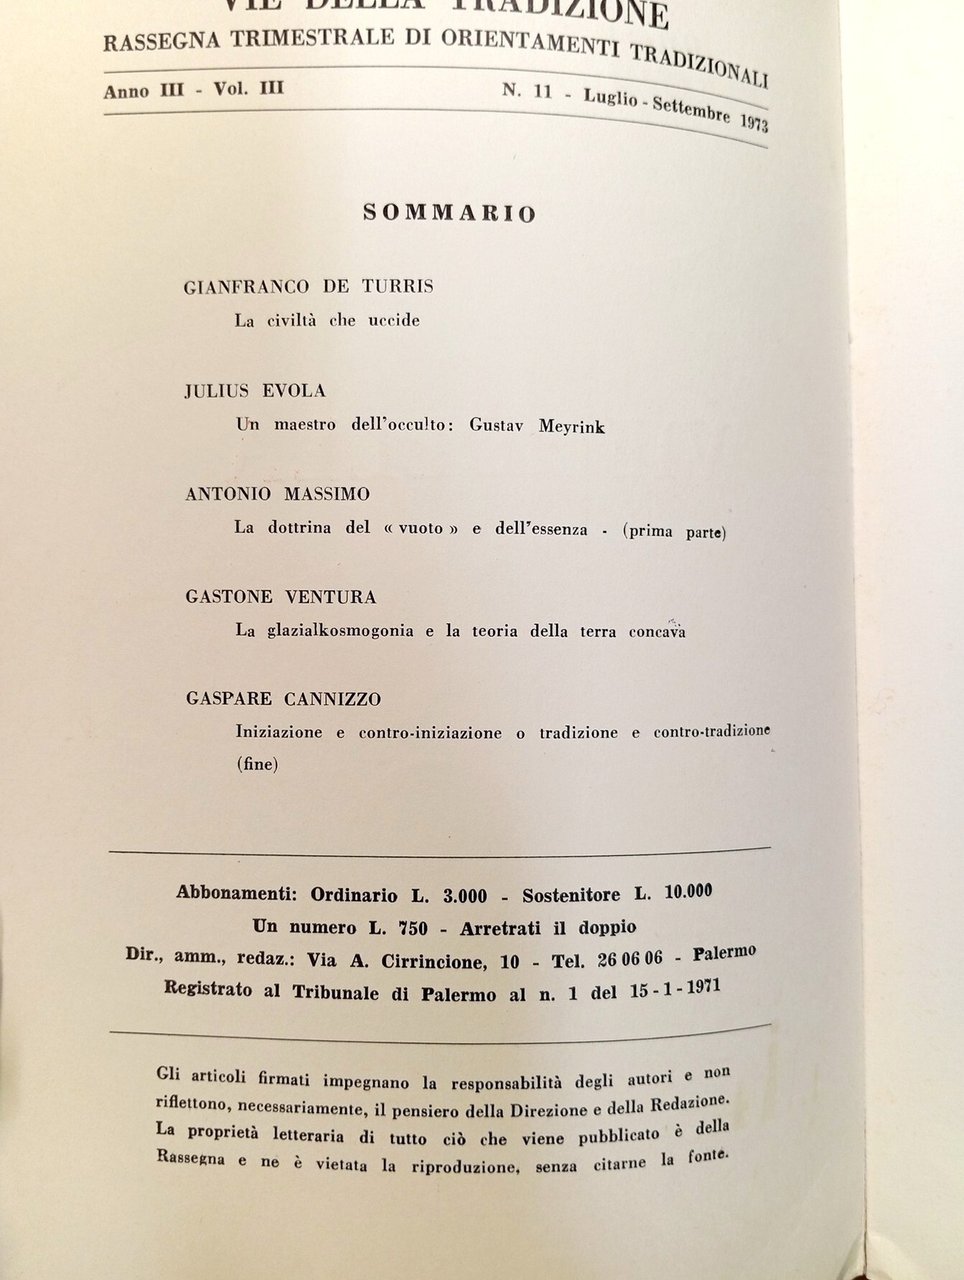 VIE DELLA TRADIZIONE
RASSEGNA TRIMESTRALE DI ORIENTAMENTI TRADIZIONALI
Anno III - Vol. III N. 11 - Luglio - Settembre 1973
SOMMARIO
GIANFRANCO DE TURRIS
La civiltà che uccide
JULIUS EVOLA
Un maestro dell'occulto: Gustav Meyrink
ANTONIO MASSIMO
La dottrina del « vuoto » e dell'essenza - (prima parte)
GASTONE VENTURA
La glazialkosmogonia e la teoria della terra concava
GASPARE CANNIZZO
Iniziazione e contro-iniziazione o tradizione e contro-tradizione
(fine)
Abbonamenti: Ordinario L. 3.000 - Sostenitore L. 10.000
Un numero L. 750 - Arretrati il doppio
Dir., amm., redaz.: Via A. Cirrincione, 10 - Tel. 26 06 06 - Palermo
Registrato al Tribunale di Palermo al n. 1 del 15 - 1 - 1971
Gli articoli firmati impegnano la responsabilità degli autori e non
riflettono, necessariamente, il pensiero della Direzione e della Redazione.
La proprietà letteraria di tutto ciò che viene pubblicato è della
Rassegna e ne è vietata la riproduzione, senza citarne la fonte.